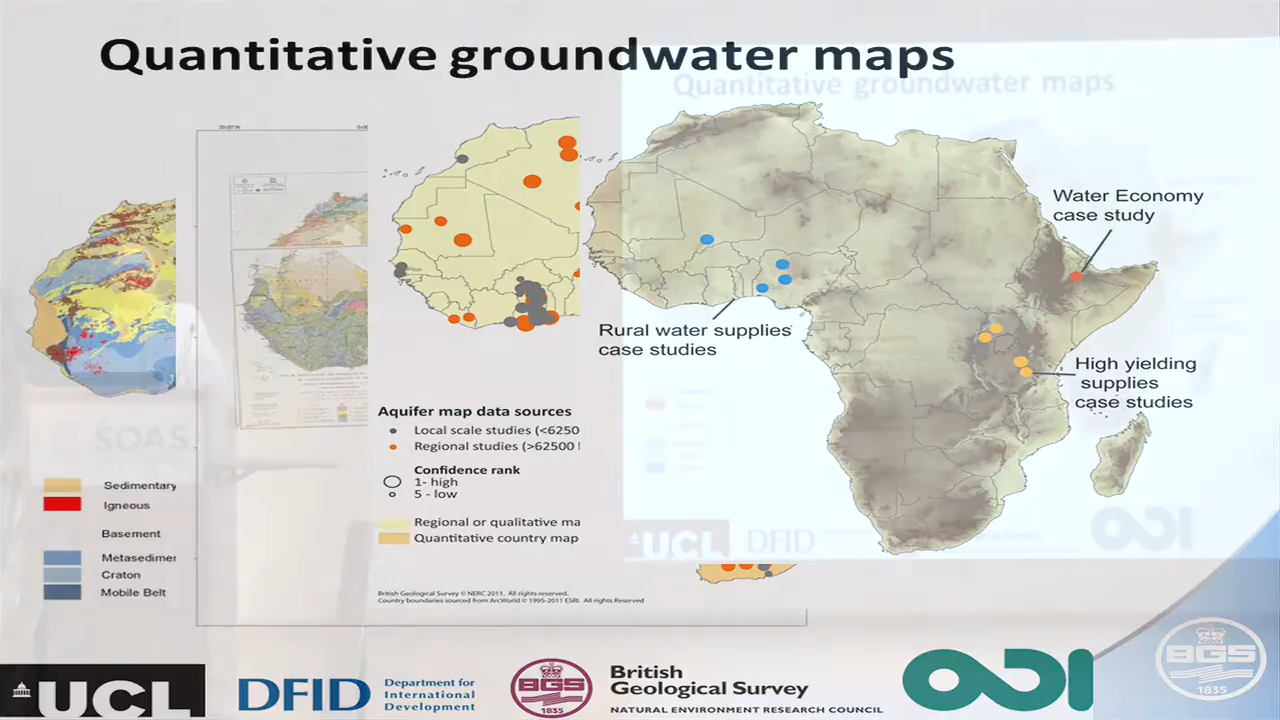 Quantitative groundwater maps
Quantitative groundwater maps
20°00'W
Water Economy
case study
Rural water supplies
case studies
High yielding
supplies
case studies
Aquifer map data sources
Local scale studies (<6250
Regional studies (>62500
Confidence rank
1- high
5 - low
Regional or qualitative ma
Quantitative country map
SOAS
Sedimentary
Igneous
Basement
Metasedimer
Craton
Mobile Belt
British Geological Survey © NERC 2011. All rights reserved.
Country boundaries sourced from ArcWorld © 1995-2011 ESRI. All rights Reserved
UCL
DFID
ODI
UCL
DFID
Department for
International
Development
BGS
1835
British
Geological Survey
NATURAL ENVIRONMENT RESEARCH COUNCIL
ODI
BGS
1835